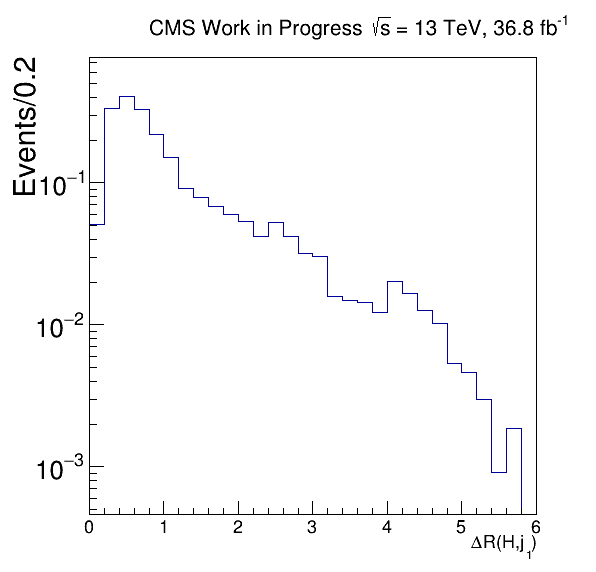 CMS Work in Progress √s = 13 TeV, 36.8 fb⁻¹
Events/0.2
10⁻¹
10⁻²
10⁻³
0 1 2 3 4 5 6
ΔR(H,j₁)